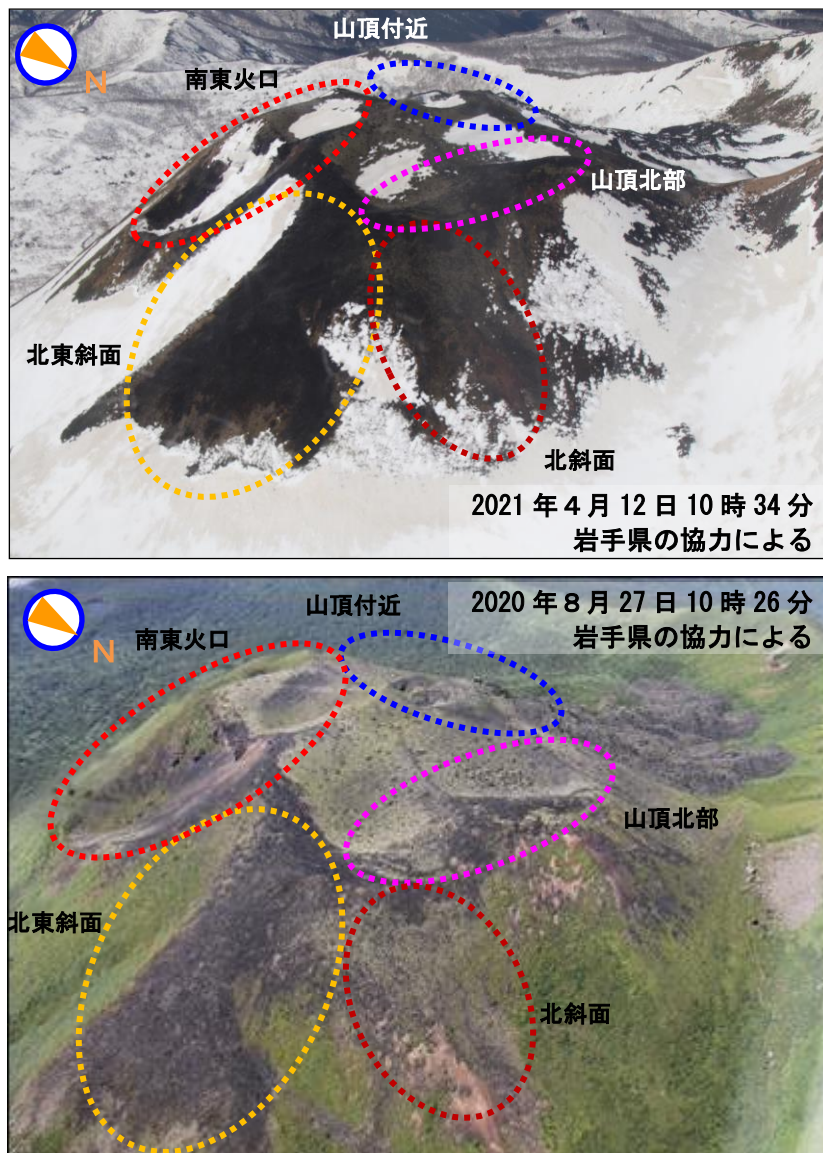 山頂付近
N
南東火口
山頂北部
北東斜面
北斜面
2021年4月12日10時34分
岩手県の協力による
2020年8月27日10時26分
岩手県の協力による
山頂付近
N
南東火口
山頂北部
北東斜面
北斜面